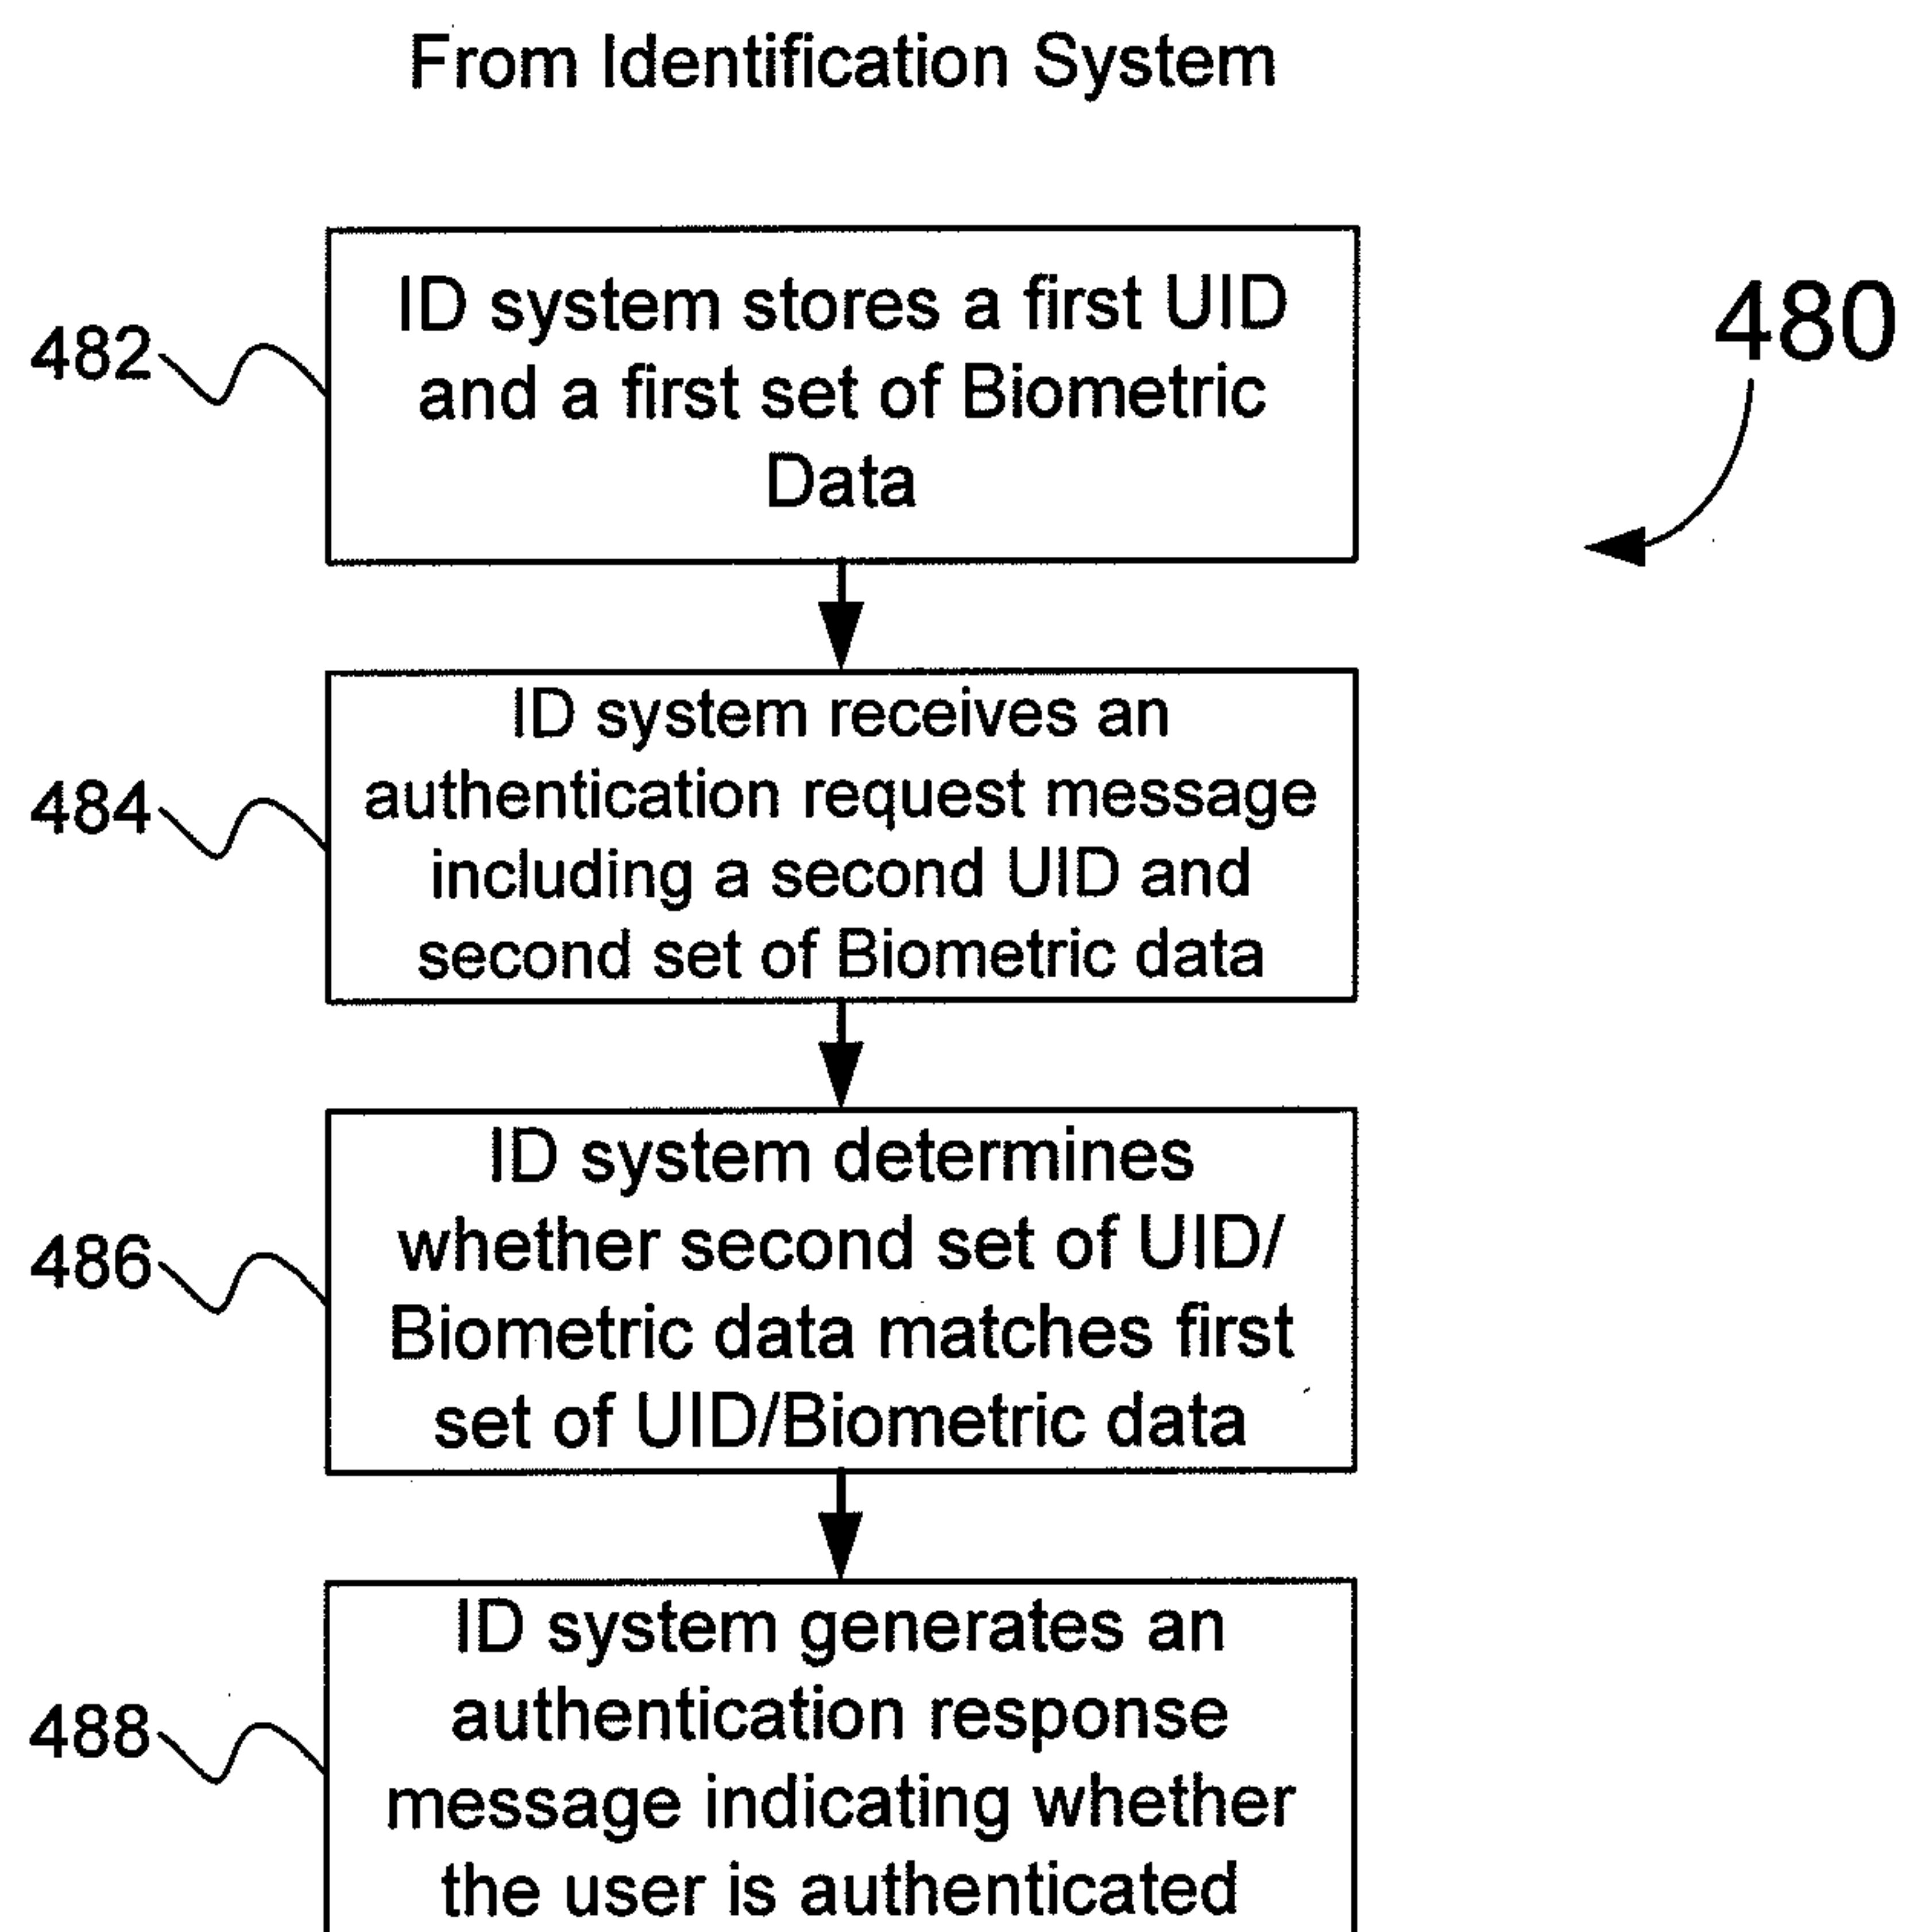 From Identification System
480
482
ID system stores a first UID
and a first set of Biometric
Data
484
ID system receives an
authentication request message
including a second UID and
second set of Biometric data
486
ID system determines
whether second set of UID/
Biometric data matches first
set of UID/Biometric data
488
ID system generates an
authentication response
message indicating whether
the user is authenticated